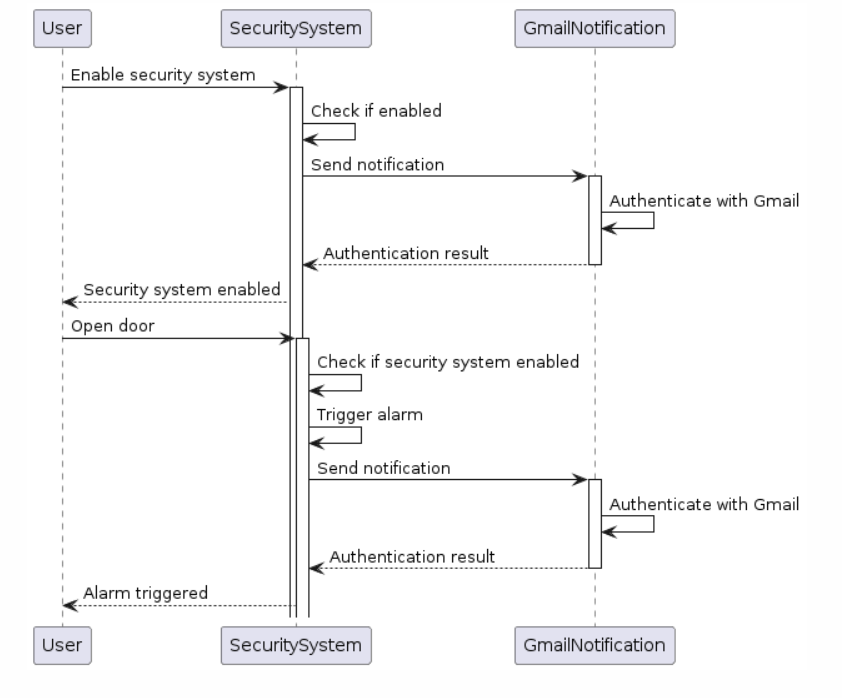 User
SecuritySystem
GmailNotification
Enable security system
Check if enabled
Send notification
Authenticate with Gmail
Authentication result
Security system enabled
Open door
Check if security system enabled
Trigger alarm
Send notification
Authenticate with Gmail
Authentication result
Alarm triggered
User
SecuritySystem
GmailNotification